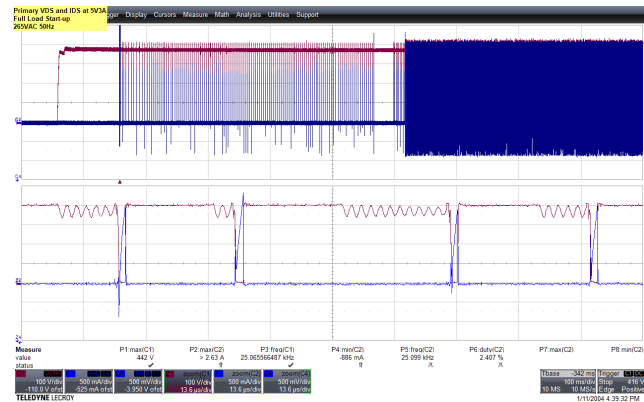 Primary VDS and IDS at 5V3A
Full Load Start-up
265VAC 50Hz
Display Cursors Measure Math Analysis Utilities Support
Measure P1:max(C1) P2:max(C2) P3:freq(C1) P4:min(C2) P5:freq(C2) P6:duty(C2) P7:max(C2) P8:min(C2)
value 442 V > 2.63 A 25.065566487 kHz -886 mA 25.099 kHz 2.407 %
status
100 V/div 500 mA/div 500 mV/div 100 V/div 500 mA/div 500 mV/div Tbase -342 ms Trigger
-110.0 V ofst -525 mA ofst -3.950 V ofst 13.6 µs/div 13.6 µs/div 13.6 µs/div 100 ms/div Stop 416 V
10 MS 10 MS/s Edge Positive
TELEDYNE LECROY 1/11/2004 4:39:32 PM